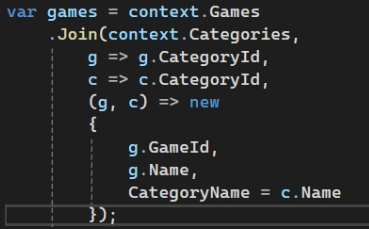 var games = context.Games
    .Join(context.Categories,
        g => g.CategoryId,
        c => c.CategoryId,
        (g, c) => new
        {
            g.GameId,
            g.Name,
            CategoryName = c.Name
        });